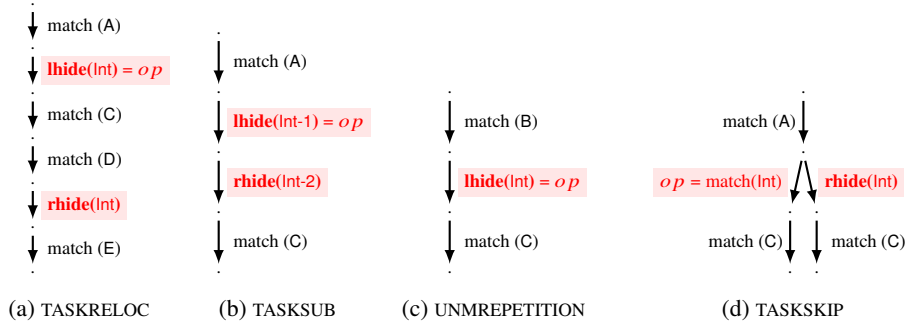 match (A)
lhide(Int) = op
match (C)
match (D)
rhide(Int)
match (E)
(a) TASKRELOC
match (A)
lhide(Int-1) = op
rhide(Int-2)
match (C)
(b) TASKSUB
match (B)
lhide(Int) = op
match (C)
(c) UNMREPETITION
match (A)
op = match(Int) rhide(Int)
match (C) match (C)
(d) TASKSKIP